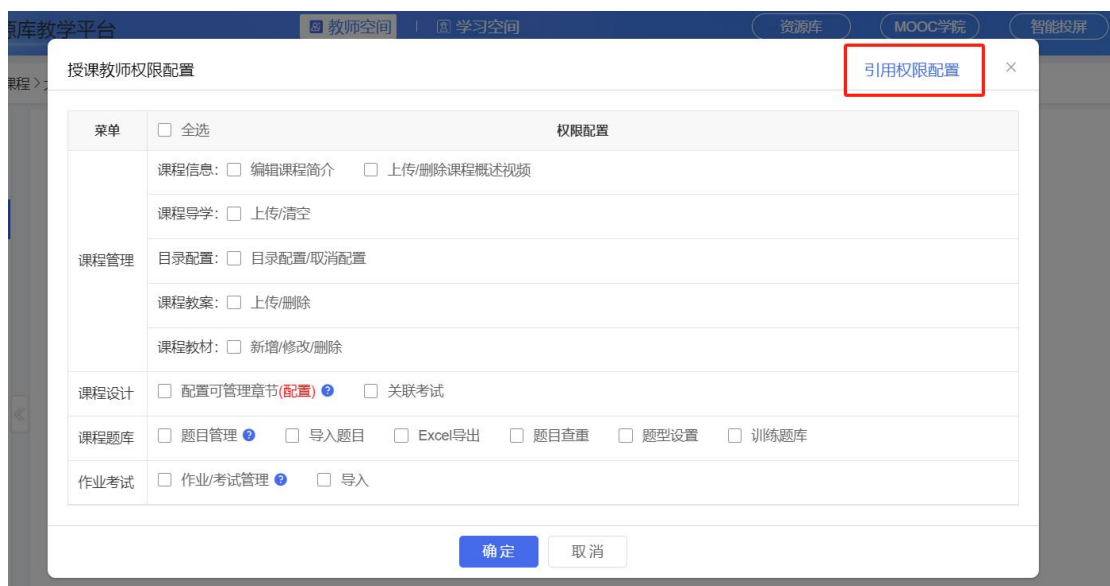 库教学平台 教师空间 学习空间 资源库 MOOC学院 智能投屏
授课教师权限配置 引用权限配置
课程 >
菜单 全选 权限配置
课程信息： 编辑课程简介 上传/删除课程概述视频
课程导学： 上传/清空
课程管理 目录配置： 目录配置/取消配置
课程教案： 上传/删除
课程教材： 新增/修改/删除
课程设计 配置可管理章节(配置) ? 关联考试
课程题库 题目管理 ? 导入题目 Excel导出 题目查重 题型设置 训练题库
作业考试 作业/考试管理 ? 导入
确定 取消